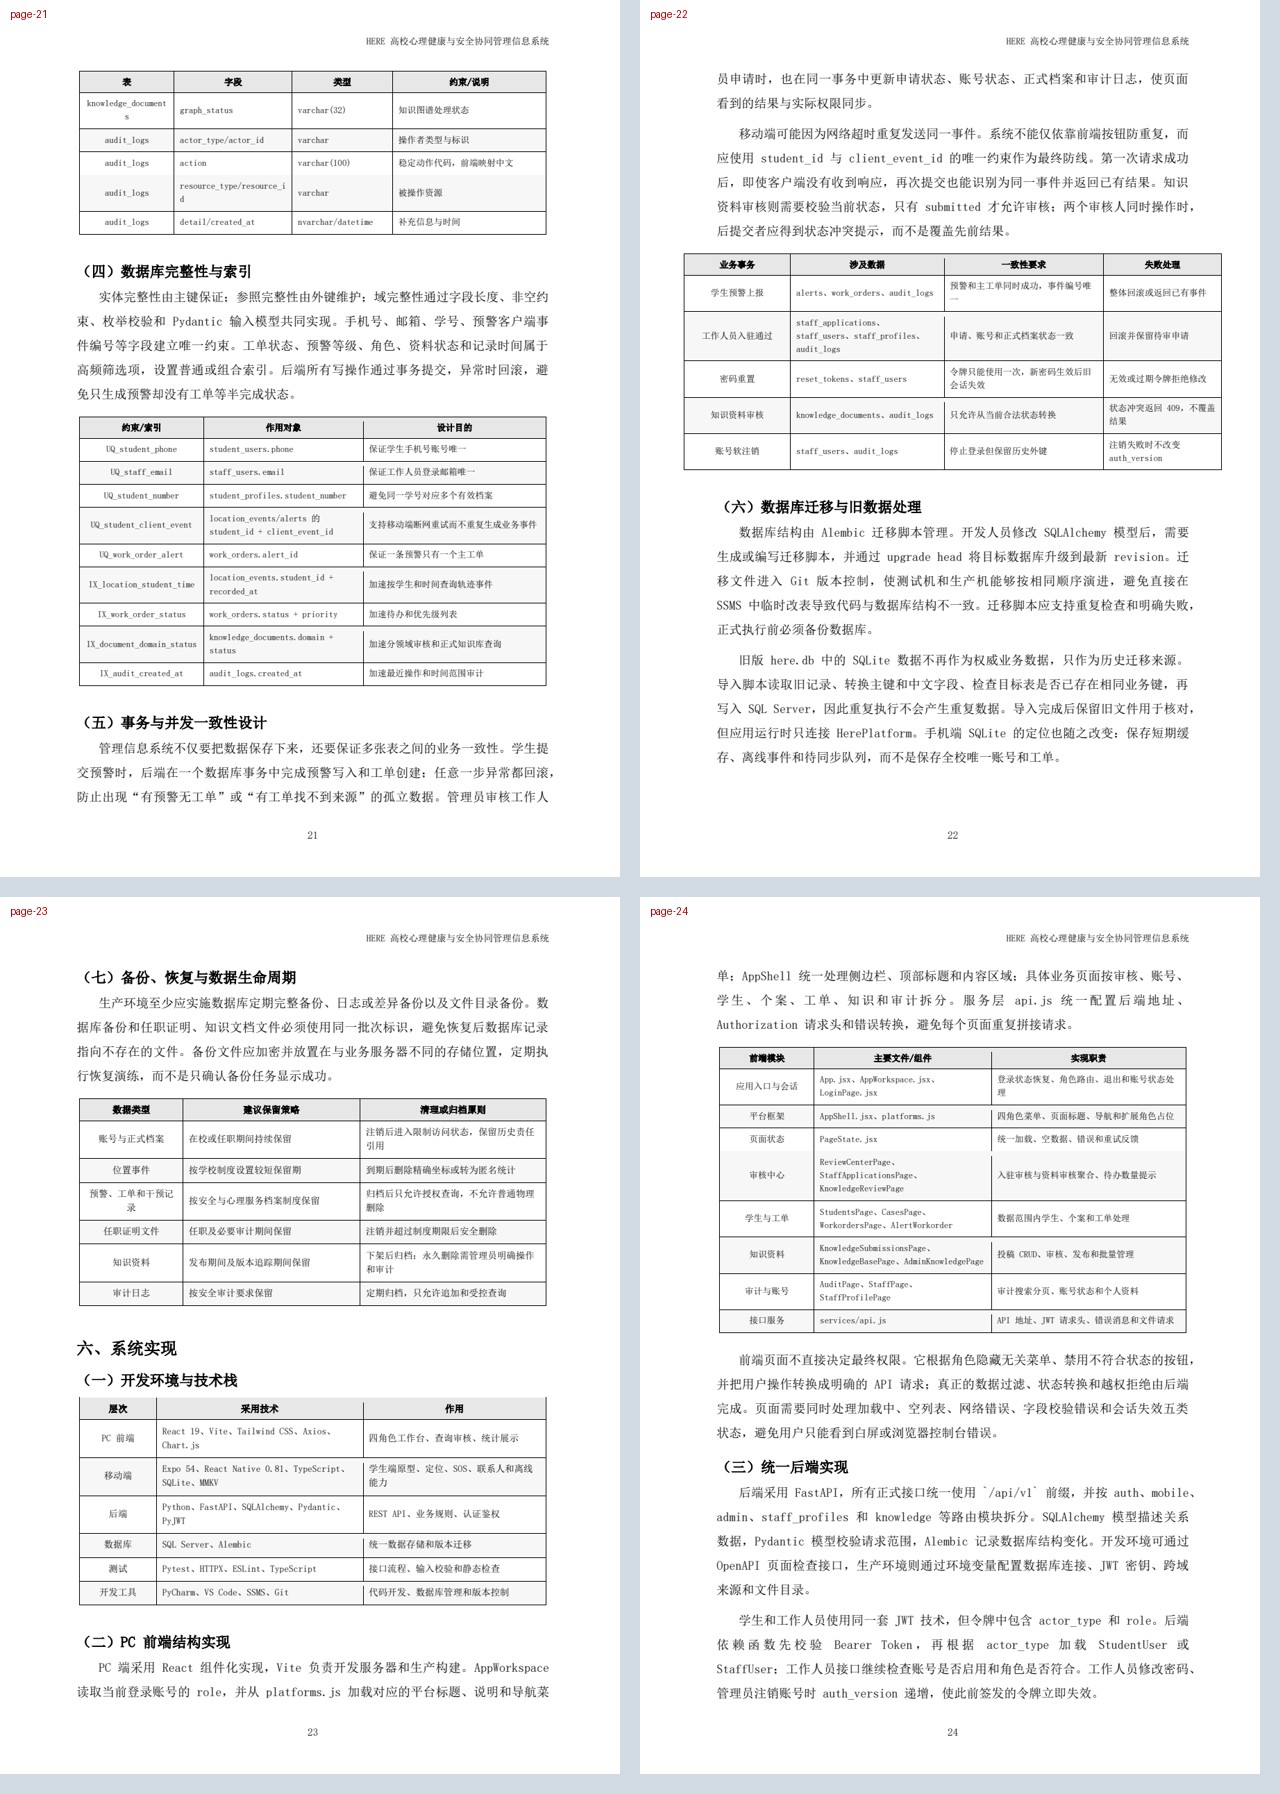 page-21
HERE 高校心理健康与安全协同管理信息系统
表 字段 类型 约束/说明
knowledge_document
s graph_status varchar(32) 知识图谱处理状态
audit_logs actor_type/actor_id varchar 操作者类型与标识
audit_logs action varchar(100) 稳定动作代码，前端映射中文
audit_logs resource_type/resource_i
d varchar 被操作资源
audit_logs detail/created_at nvarchar/datetime 补充信息与时间
（四）数据库完整性与索引
实体完整性由主键保证；参照完整性由外键维护；域完整性通过字段长度、非空约
束、枚举校验和 Pydantic 输入模型共同实现。手机号、邮箱、学号、预警客户端事
件编号等字段建立唯一约束。工单状态、预警等级、角色、资料状态和记录时间属于
高频筛选项，设置普通或组合索引。后端所有写操作通过事务提交，异常时回滚，避
免只生成预警却没有工单等半完成状态。
约束/索引 作用对象 设计目的
UQ_student_phone student_users.phone 保证学生手机号账号唯一
UQ_staff_email staff_users.email 保证工作人员登录邮箱唯一
UQ_student_number student_profiles.student_number 避免同一学号对应多个有效档案
UQ_student_client_event location_events/alerts 的
student_id + client_event_id 支持移动端断网重试而不重复生成业务事件
UQ_work_order_alert work_orders.alert_id 保证一条预警只有一个主工单
IX_location_student_time location_events.student_id +
recorded_at 加速按学生和时间查询轨迹事件
IX_work_order_status work_orders.status + priority 加速待办和优先级列表
IX_document_domain_status knowledge_documents.domain +
status 加速分领域审核和正式知识库查询
IX_audit_created_at audit_logs.created_at 加速最近操作和时间范围审计
（五）事务与并发一致性设计
管理信息系统不仅要把数据保存下来，还要保证多张表之间的业务一致性。学生提
交预警时，后端在一个数据库事务中完成预警写入和工单创建；任意一步异常都回滚，
防止出现“有预警无工单”或“有工单找不到来源”的孤立数据。管理员审核工作人
21
page-22
HERE 高校心理健康与安全协同管理信息系统
员申请时，也在同一事务中更新申请状态、账号状态、正式档案和审计日志，使页面
看到的结果与实际权限同步。
移动端可能因为网络超时重复发送同一事件。系统不能仅依靠前端按钮防重复，而
应使用 student_id 与 client_event_id 的唯一约束作为最终防线。第一次请求成功
后，即使客户端没有收到响应，再次提交也能识别为同一事件并返回已有结果。知识
资料审核则需要校验当前状态，只有 submitted 才允许审核；两个审核人同时操作时，
后提交者应得到状态冲突提示，而不是覆盖先前结果。
业务事务 涉及数据 一致性要求 失败处理
学生预警上报 alerts、work_orders、audit_logs 预警和主工单同时成功，事件编号唯
一 整体回滚或返回已有事件
工作人员入驻通过 staff_applications、
staff_users、staff_profiles、
audit_logs 申请、账号和正式档案状态一致 回滚并保留待审申请
密码重置 reset_tokens、staff_users 令牌只能使用一次，新密码生效后旧
会话失效 无效或过期令牌拒绝修改
知识资料审核 knowledge_documents、audit_logs 只允许从当前合法状态转换 状态冲突返回 409，不覆盖
结果
账号软注销 staff_users、audit_logs 停止登录但保留历史外键 注销失败时不改变
auth_version
（六）数据库迁移与旧数据处理
数据库结构由 Alembic 迁移脚本管理。开发人员修改 SQLAlchemy 模型后，需要
生成或编写迁移脚本，并通过 upgrade head 将目标数据库升级到最新 revision。迁
移文件进入 Git 版本控制，使测试机和生产机能够按相同顺序演进，避免直接在
SSMS 中临时改表导致代码与数据库结构不一致。迁移脚本应支持重复检查和明确失败，
正式执行前必须备份数据库。
旧版 here.db 中的 SQLite 数据不再作为权威业务数据，只作为历史迁移来源。
导入脚本读取旧记录、转换主键和中文字段、检查目标表是否已存在相同业务键，再
写入 SQL Server，因此重复执行不会产生重复数据。导入完成后保留旧文件用于核对，
但应用运行时只连接 HerePlatform。手机端 SQLite 的定位也随之改变：保存短期缓
存、离线事件和待同步队列，而不是保存全校唯一账号和工单。
22
page-23
HERE 高校心理健康与安全协同管理信息系统
（七）备份、恢复与数据生命周期
生产环境至少应实施数据库定期完整备份、日志或差异备份以及文件目录备份。数
据库备份和任职证明、知识文档文件必须使用同一批次标识，避免恢复后数据库记录
指向不存在的文件。备份文件应加密并放置在与业务服务器不同的存储位置，定期执
行恢复演练，而不是只确认备份任务显示成功。
数据类型 建议保留策略 清理或归档原则
账号与正式档案 在校或任职期间持续保留 注销后进入限制访问状态，保留历史责任
引用
位置事件 按学校制度设置较短保留期 到期后删除精确坐标或转为匿名统计
预警、工单和干预记
录 按安全与心理服务档案制度保留 归档后只允许授权查询，不允许普通物理
删除
任职证明文件 任职及必要审计期间保留 注销并超过制度期限后安全删除
知识资料 发布期间及版本追踪期间保留 下架后归档；永久删除需管理员明确操作
和审计
审计日志 按安全审计要求保留 定期归档，只允许追加和受控查询
六、系统实现
（一）开发环境与技术栈
层次 采用技术 作用
PC 前端 React 19、Vite、Tailwind CSS、Axios、
Chart.js 四角色工作台、查询审核、统计展示
移动端 Expo 54、React Native 0.81、TypeScript、
SQLite、MMKV 学生端原型、定位、SOS、联系人和离线
能力
后端 Python、FastAPI、SQLAlchemy、Pydantic、
PyJWT REST API、业务规则、认证鉴权
数据库 SQL Server、Alembic 统一数据存储和版本迁移
测试 Pytest、HTTPX、ESLint、TypeScript 接口流程、输入校验和静态检查
开发工具 PyCharm、VS Code、SSMS、Git 代码开发、数据库管理和版本控制
（二）PC 前端结构实现
PC 端采用 React 组件化实现，Vite 负责开发服务器和生产构建。AppWorkspace
读取当前登录账号的 role，并从 platforms.js 加载对应的平台标题、说明和导航菜
23
page-24
HERE 高校心理健康与安全协同管理信息系统
单；AppShell 统一处理侧边栏、顶部标题和内容区域；具体业务页面按审核、账号、
学生、个案、工单、知识和审计拆分。服务层 api.js 统一配置后端地址、
Authorization 请求头和错误转换，避免每个页面重复拼接请求。
前端模块 主要文件/组件 实现职责
应用入口与会话 App.jsx、AppWorkspace.jsx、
LoginPage.jsx 登录状态恢复、角色路由、退出和账号状态处
理
平台框架 AppShell.jsx、platforms.js 四角色菜单、页面标题、导航和扩展角色占位
页面状态 PageState.jsx 统一加载、空数据、错误和重试反馈
审核中心 ReviewCenterPage、
StaffApplicationsPage、
KnowledgeReviewPage 入驻审核与资料审核聚合、待办数量提示
学生与工单 StudentsPage、CasesPage、
WorkordersPage、AlertWorkorder 数据范围内学生、个案和工单处理
知识资料 KnowledgeSubmissionsPage、
KnowledgeBasePage、AdminKnowledgePage 投稿 CRUD、审核、发布和批量管理
审计与账号 AuditPage、StaffPage、
StaffProfilePage 审计搜索分页、账号状态和个人资料
接口服务 services/api.js API 地址、JWT 请求头、错误消息和文件请求
前端页面不直接决定最终权限。它根据角色隐藏无关菜单、禁用不符合状态的按钮，
并把用户操作转换成明确的 API 请求；真正的数据过滤、状态转换和越权拒绝由后端
完成。页面需要同时处理加载中、空列表、网络错误、字段校验错误和会话失效五类
状态，避免用户只能看到白屏或浏览器控制台错误。
（三）统一后端实现
后端采用 FastAPI，所有正式接口统一使用 `/api/v1` 前缀，并按 auth、mobile、
admin、staff_profiles 和 knowledge 等路由模块拆分。SQLAlchemy 模型描述关系
数据，Pydantic 模型校验请求范围，Alembic 记录数据库结构变化。开发环境可通过
OpenAPI 页面检查接口，生产环境则通过环境变量配置数据库连接、JWT 密钥、跨域
来源和文件目录。
学生和工作人员使用同一套 JWT 技术，但令牌中包含 actor_type 和 role。后端
依赖函数先校验 Bearer Token，再根据 actor_type 加载 StudentUser 或
StaffUser；工作人员接口继续检查账号是否启用和角色是否符合。工作人员修改密码、
管理员注销账号时 auth_version 递增，使此前签发的令牌立即失效。
24